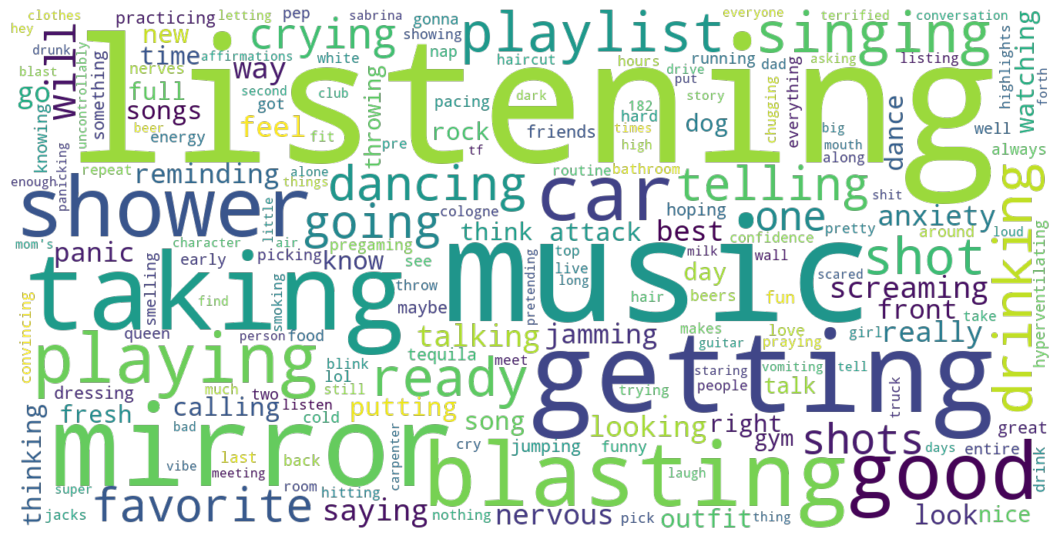 hey
clothes
practicing
letting
pep
sabrina
gonna
showing
everyone
terrified
conversation
drunk
uncontrollably
new
time
affirmations
crying
nap
playlist
haircut
running
dad
singing
asking
listing
highlights
forth
blast
nerves
way
white
hours
drive
put
everything
watching
will
something
listening
go
full
second
got
club
pacing
dark
story
chugging
knowing
beer
songs
energy
feel
fit
throwing
pre
rock
tf
friends
182
hard
times
high
dog
big
mouth
along
dance
well
always
panicking
repeat
enough
reminding
alone
things
dancing
routine
bathroom
telling
shit
shower
little
going
cologne
car
hoping
one
pretty
anxiety
around
loud
drinking
mom's
panic
character
air
early
picking
pregaming
know
see
think
attack
top
live
long
best
milk
wall
day
confidence
scared
shot
screaming
front
take
hyperventilating
taking
smelling
find
smoking
throw
maybe
music
pretending
hair
beers
fun
convincing
queen
person
food
talking
jamming
makes
guitar
love
praying
girl
really
playing
blink
lol
tequila
meet
getting
staring
people
vomiting
tell
truck
dressing
much
two
still
ready
trying
talk
fresh
calling
listen
cold
putting
song
looking
right
great
thinking
mirror
bad
vibe
last
meeting
back
carpenter
cry
jumping
funny
gym
shots
days
entire
drink
super
jacks
favorite
room
hitting
saying
nothing
blasting
laugh
nervous
pick
outfit
thing
good
look
nice